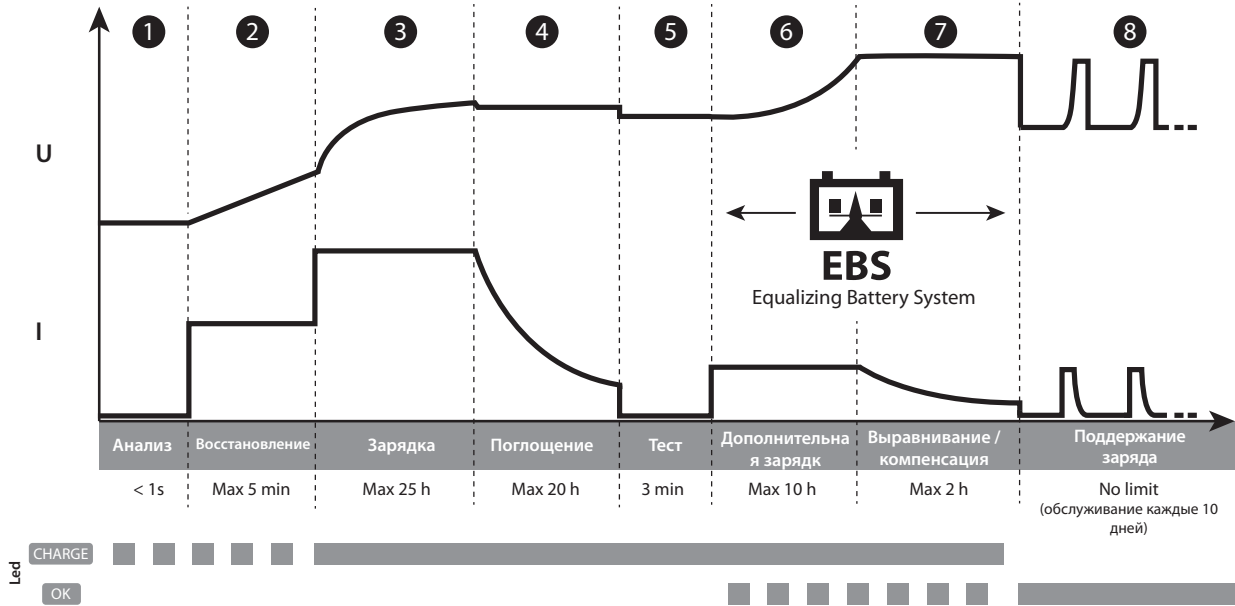 1 2 3 4 5 6 7 8
U
EBS
Equalizing Battery System
I
Анализ Восстановление Зарядка Поглощение Тест Дополнительна Выравнивание / Поддержание
я зарядк компенсация заряда
< 1s Max 5 min Max 25 h Max 20 h 3 min Max 10 h Max 2 h No limit
(обслуживание каждые 10
дней)
Led
CHARGE
OK